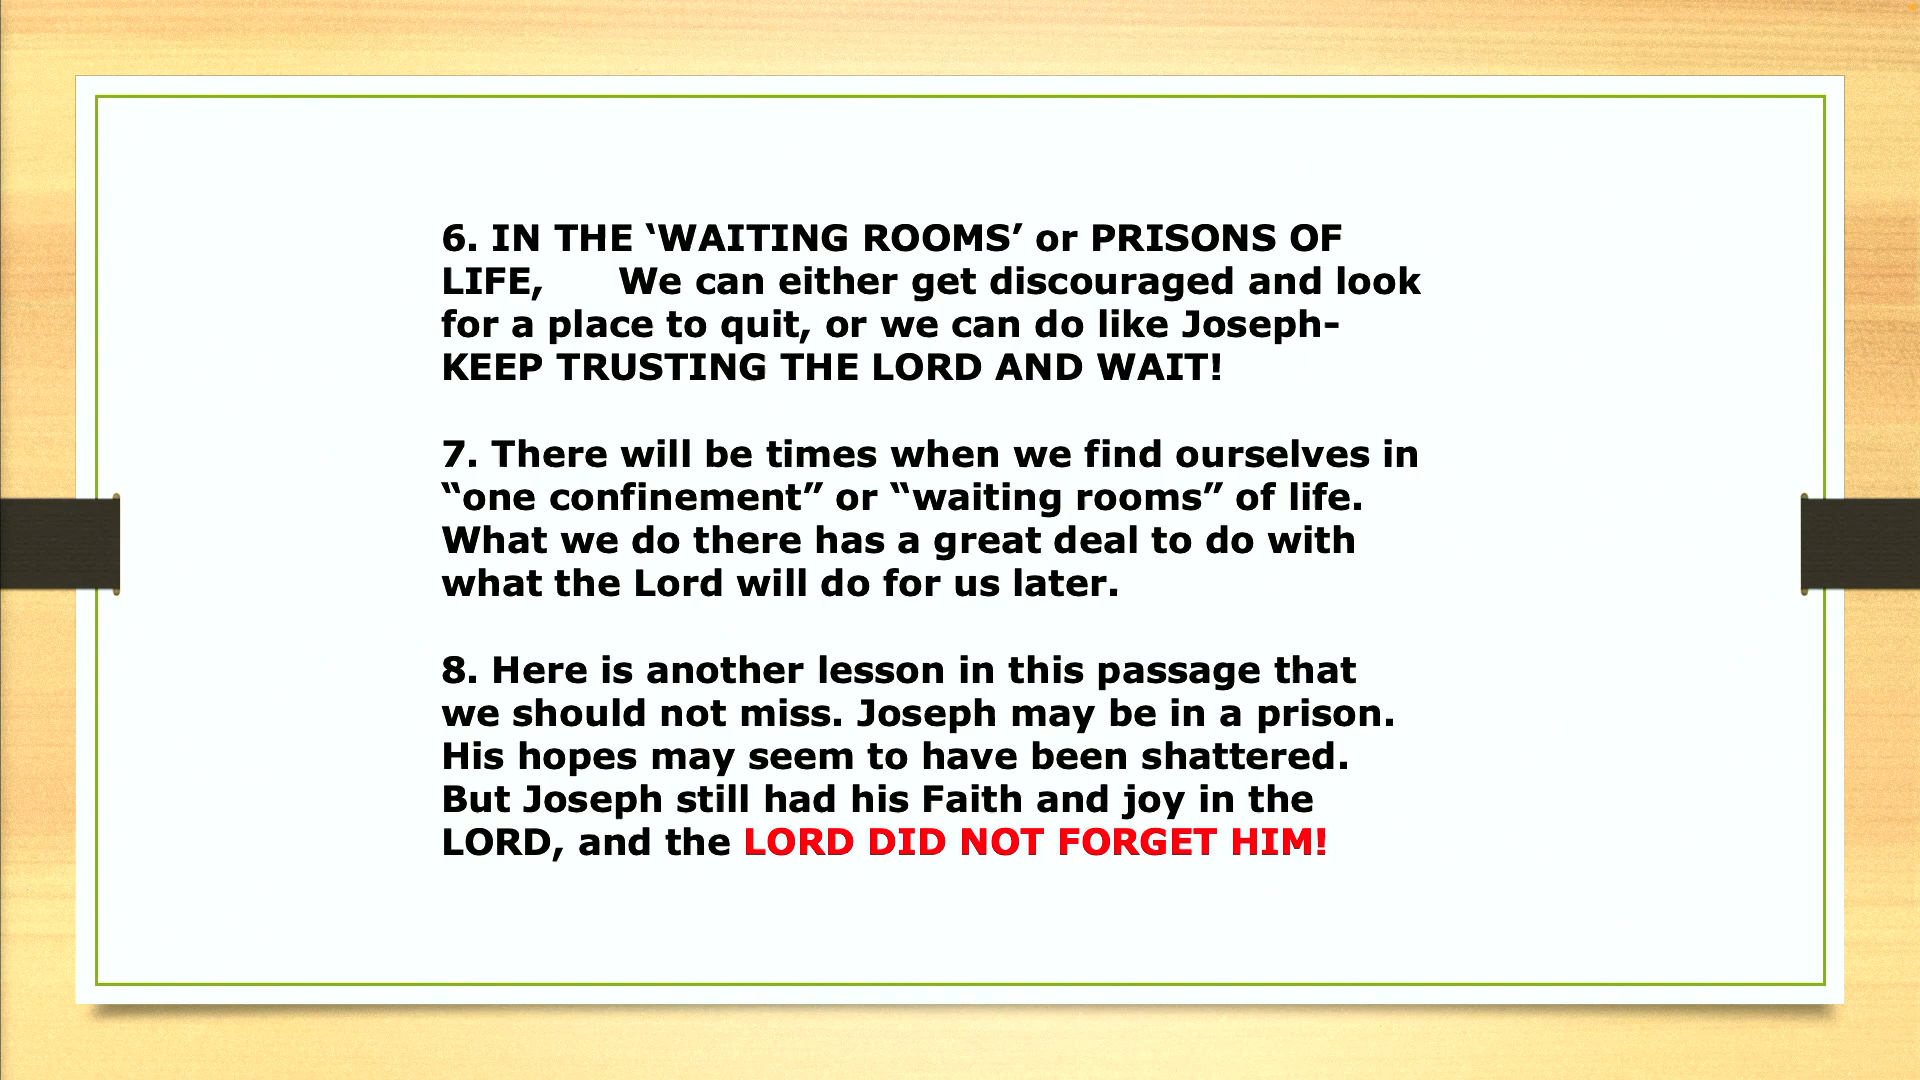 6. IN THE ‘WAITING ROOMS’ or PRISONS OF
LIFE,      We can either get discouraged and look
for a place to quit, or we can do like Joseph-
KEEP TRUSTING THE LORD AND WAIT!
7. There will be times when we find ourselves in
“one confinement” or “waiting rooms” of life.
What we do there has a great deal to do with
what the Lord will do for us later.
8. Here is another lesson in this passage that
we should not miss. Joseph may be in a prison.
His hopes may seem to have been shattered.
But Joseph still had his Faith and joy in the
LORD, and the LORD DID NOT FORGET HIM!